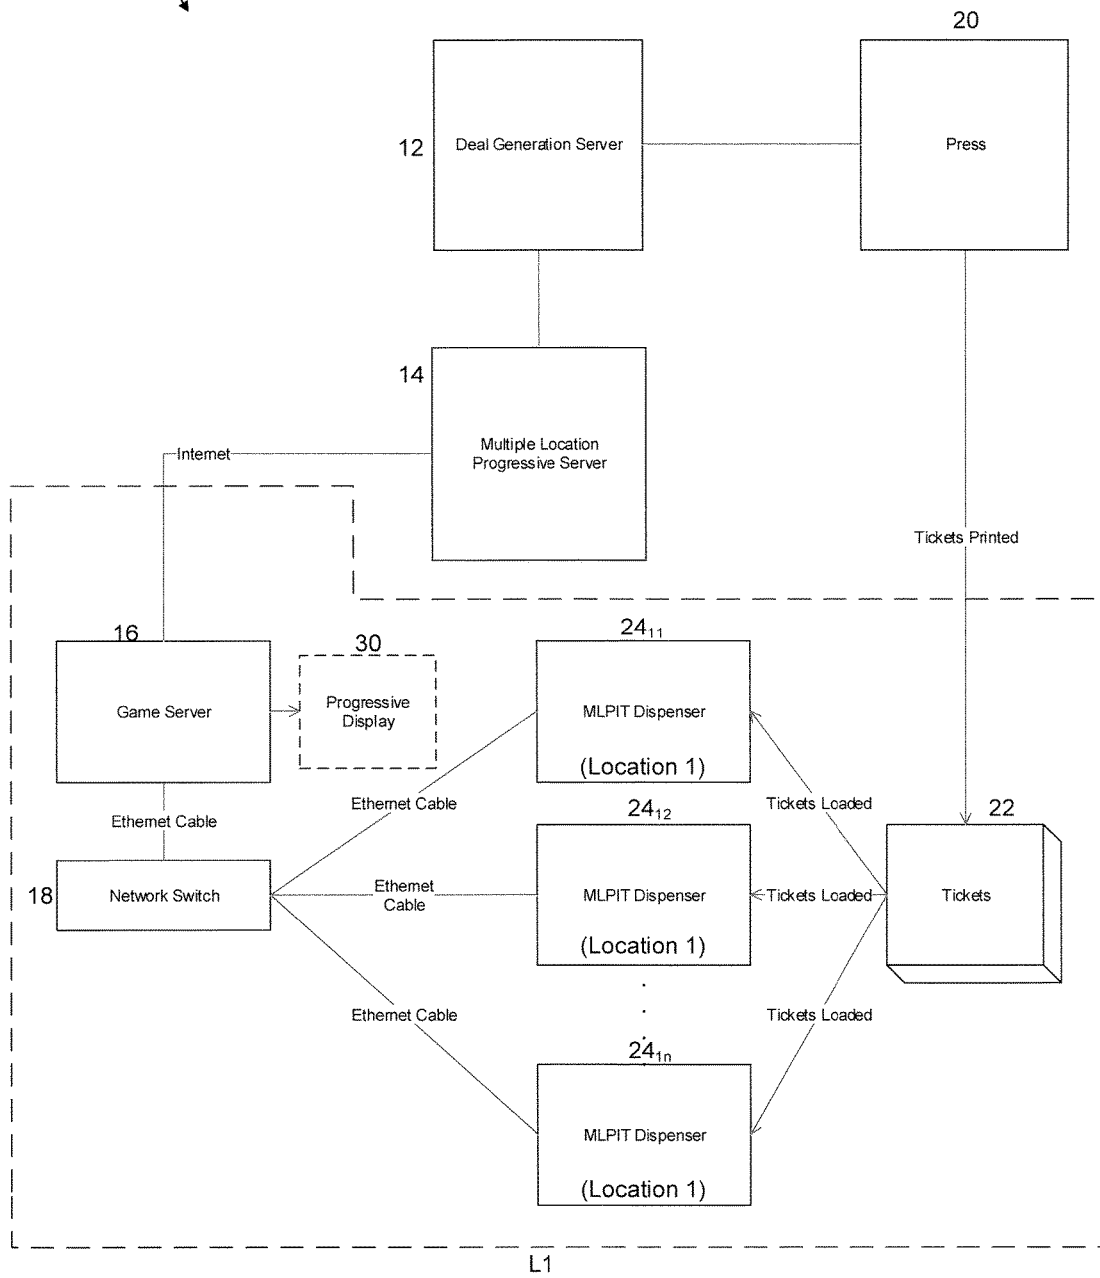 20
12
Deal Generation Server
Press
14
Multiple Location
Progressive Server
Internet
Tickets Printed
16
30
24₁₁
Game Server
Progressive
Display
MLPIT Dispenser
(Location 1)
Ethernet Cable
Tickets Loaded
Ethernet Cable
24₁₂
22
18
Network Switch
Ethernet
Cable
MLPIT Dispenser
(Location 1)
Tickets Loaded
Tickets
Ethernet Cable
Tickets Loaded
24₁ₙ
MLPIT Dispenser
(Location 1)
L1